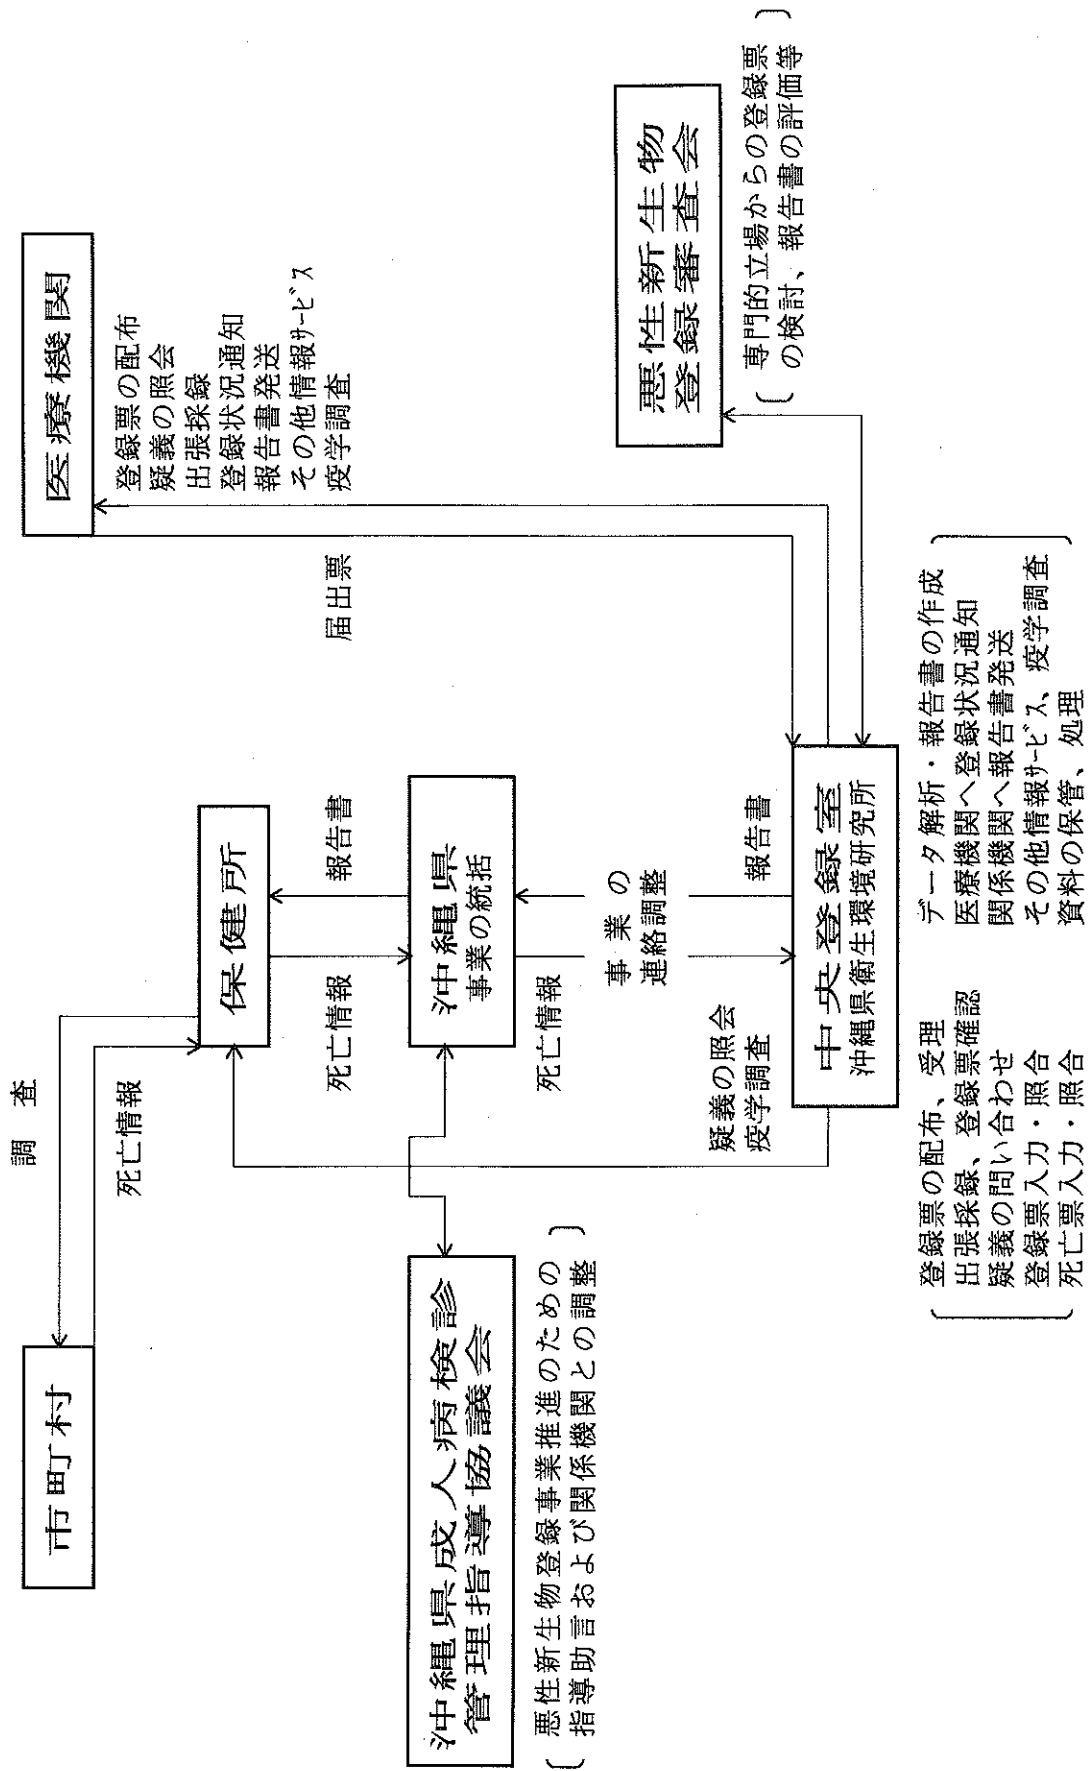 調　査
市町村
死亡情報
保健所
医療機関
登録票の配布
疑義の照会
出張採録
登録状況通知
報告書発送
その他情報ｻｰﾋﾞｽ
疫学調査
届出票
死亡情報
報告書
沖縄県成人病検診
管理指導協議会
悪性新生物登録事業推進のための
指導助言および関係機関との調整
沖縄県
事業の統括
死亡情報
事　業　の
連絡調整
報告書
疑義の照会
疫学調査
悪性新生物
登録審査会
専門的立場からの登録票
の検討、報告書の評価等
中央登録室
沖縄県衛生環境研究所
登録票の配布、受理
出張採録、登録票確認
疑義の問い合わせ
登録票入力・照合
死亡票入力・照合
データ解析・報告書の作成
医療機関へ登録状況通知
関係機関へ報告書発送
その他情報ｻｰﾋﾞｽ、疫学調査
資料の保管、処理